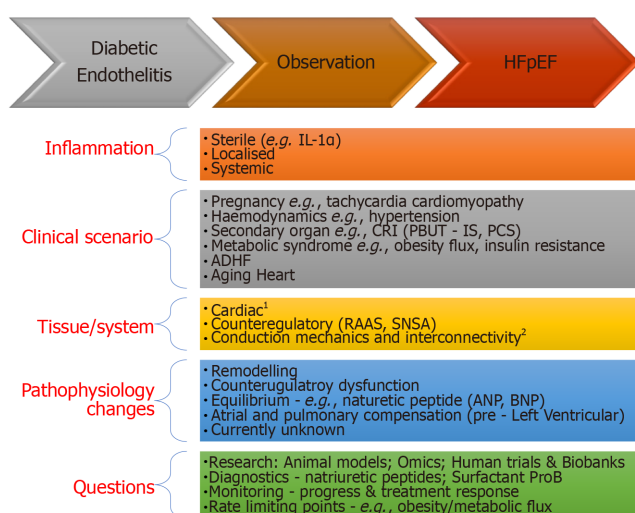 Diabetic
Endothelitis
Observation
HFpEF
Inflammation
• Sterile (e.g. IL-1α)
• Localised
• Systemic
Clinical scenario
• Pregnancy e.g., tachycardia cardiomyopathy
• Haemodynamics e.g., hypertension
• Secondary organ e.g., CRI (PBUT - IS, PCS)
• Metabolic syndrome e.g., obesity flux, insulin resistance
• ADHF
• Aging Heart
Tissue/system
• Cardiac¹
• Counteregulatory (RAAS, SNSA)
• Conduction mechanics and interconnectivity²
Pathophysiology
changes
• Remodelling
• Counterugulatroy dysfunction
• Equilibrium - e.g., naturetic peptide (ANP, BNP)
• Atrial and pulmonary compensation (pre - Left Ventricular)
• Currently unknown
Questions
• Research: Animal models; Omics; Human trials & Biobanks
• Diagnostics - natriuretic peptides; Surfactant ProB
• Monitoring - progress & treatment response
• Rate limiting points - e.g., obesity/metabolic flux